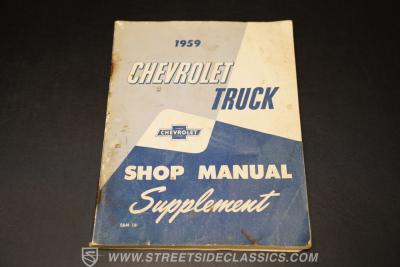 1959
CHEVROLET
TRUCK
CHEVROLET
SHOP MANUAL
Supplement
WWW.STREETSIDECLASSICS.COM